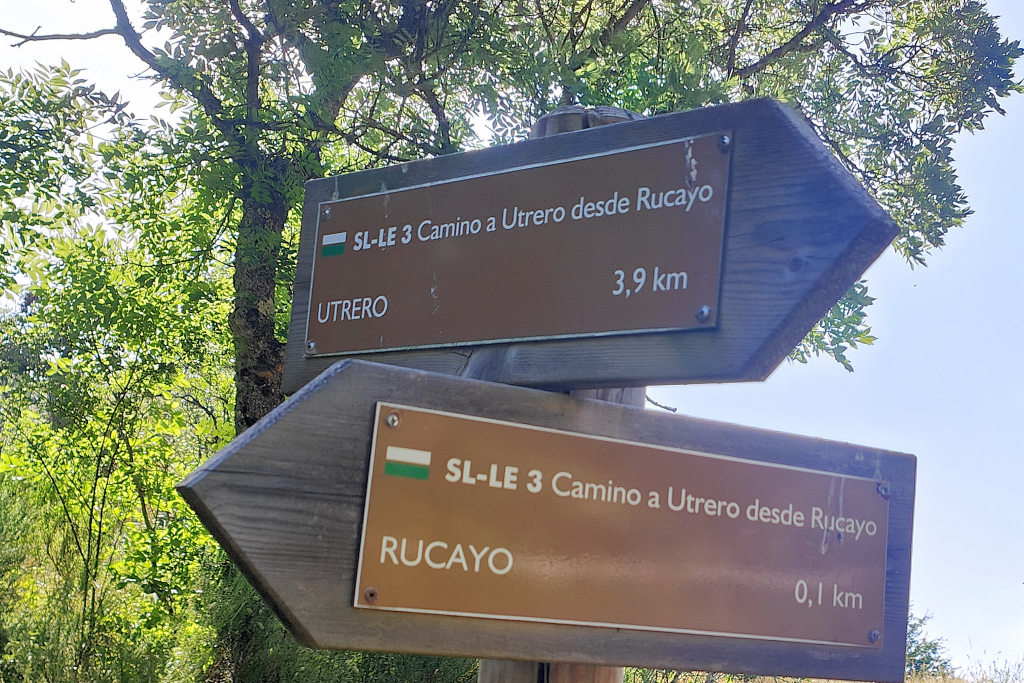 SL-LE 3 Camino a Utrero desde Rucayo
3,9 km
UTRERO
SL-LE 3 Camino a Utrero desde Rucayo
RUCAYO
0,1 km